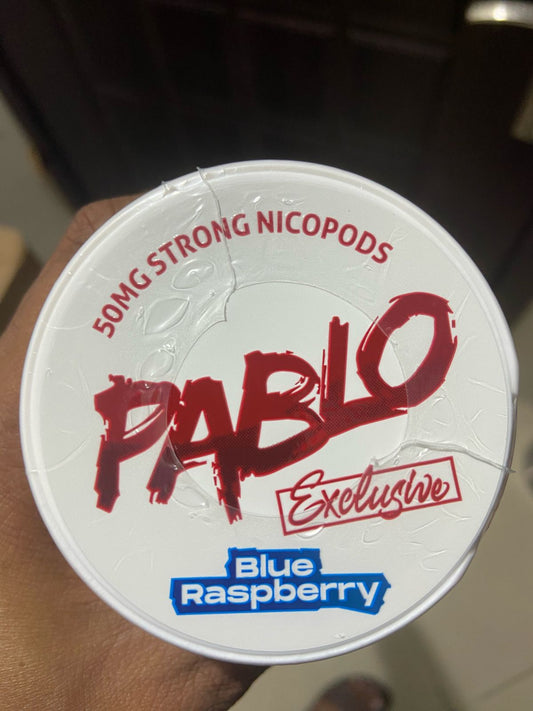 50MG STRONG NICOPODS
PABLO
Exclusive
Blue
Raspberry